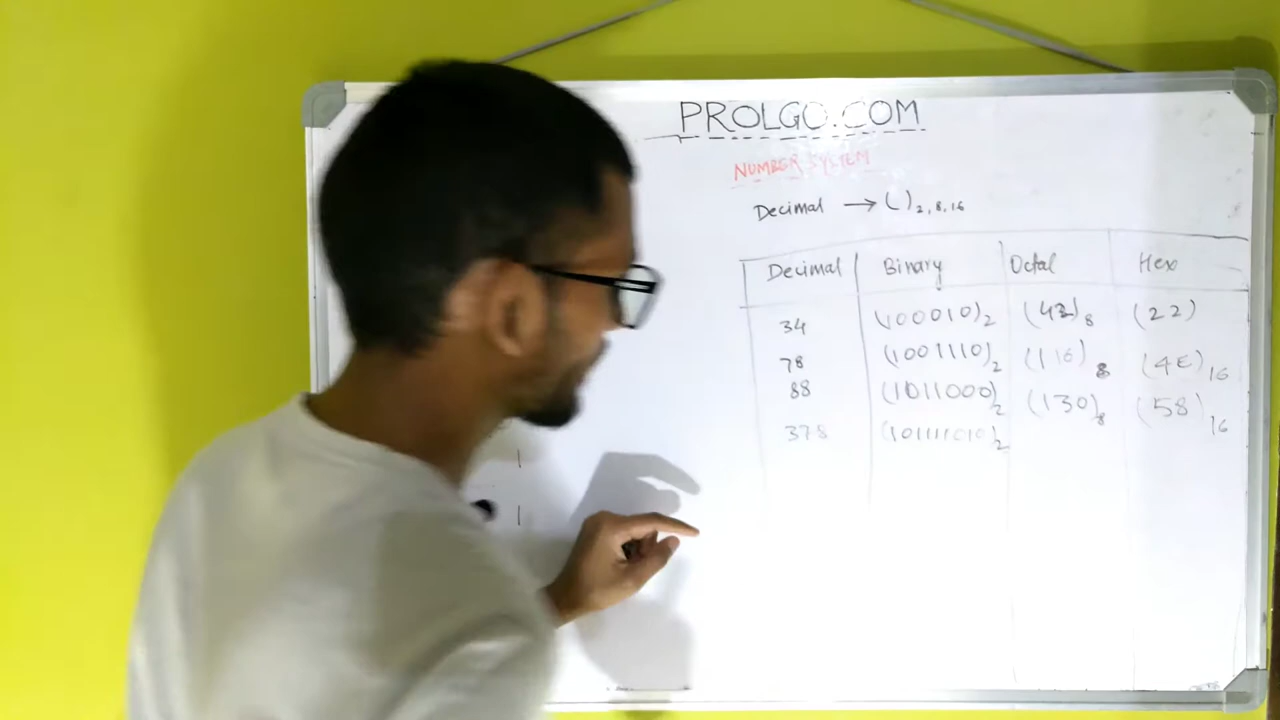 PROLGO.COM
NUMBER SYSTEM
Decimal → ( )2,8,16
Decimal Binary Octal Hex
34 (100010)2 (42)8 (22)
78 (1001110)2 (116)8 (4E)16
88 (1011000)2 (130)8 (58)16
378 (101111010)2